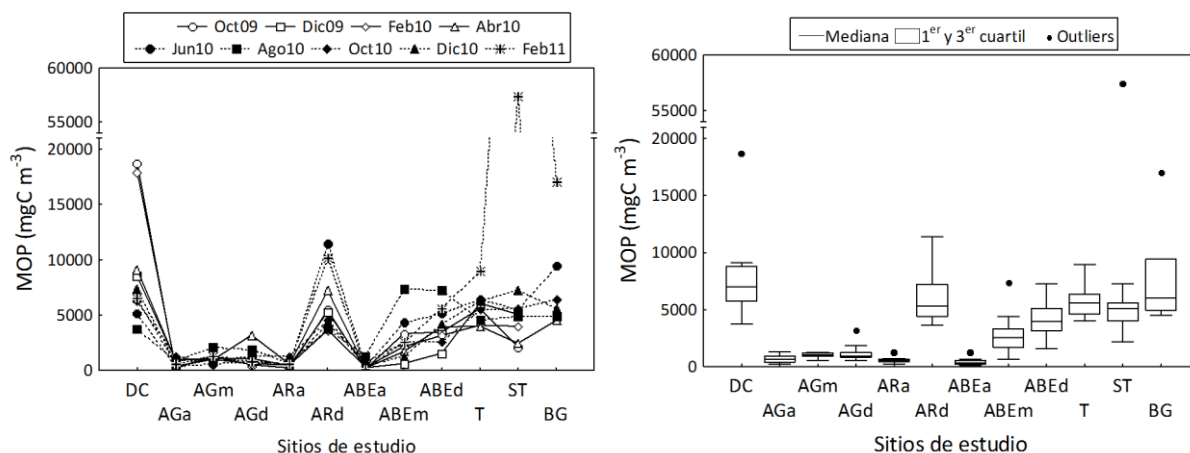 Oct09 Dic09 Feb10 Abr10
Jun10 Ago10 Oct10 Dic10 Feb11
60000
55000
20000
15000
10000
5000
0
MOP (mgC m⁻³)
DC AGm ARa ABEa ABEd ST
AGa AGd ARd ABEm T BG
Sitios de estudio
Mediana 1er y 3er cuartil Outliers
60000
55000
20000
15000
10000
5000
0
MOP (mgC m⁻³)
DC AGm ARa ABEa ABEd ST
AGa AGd ARd ABEm T BG
Sitios de estudio